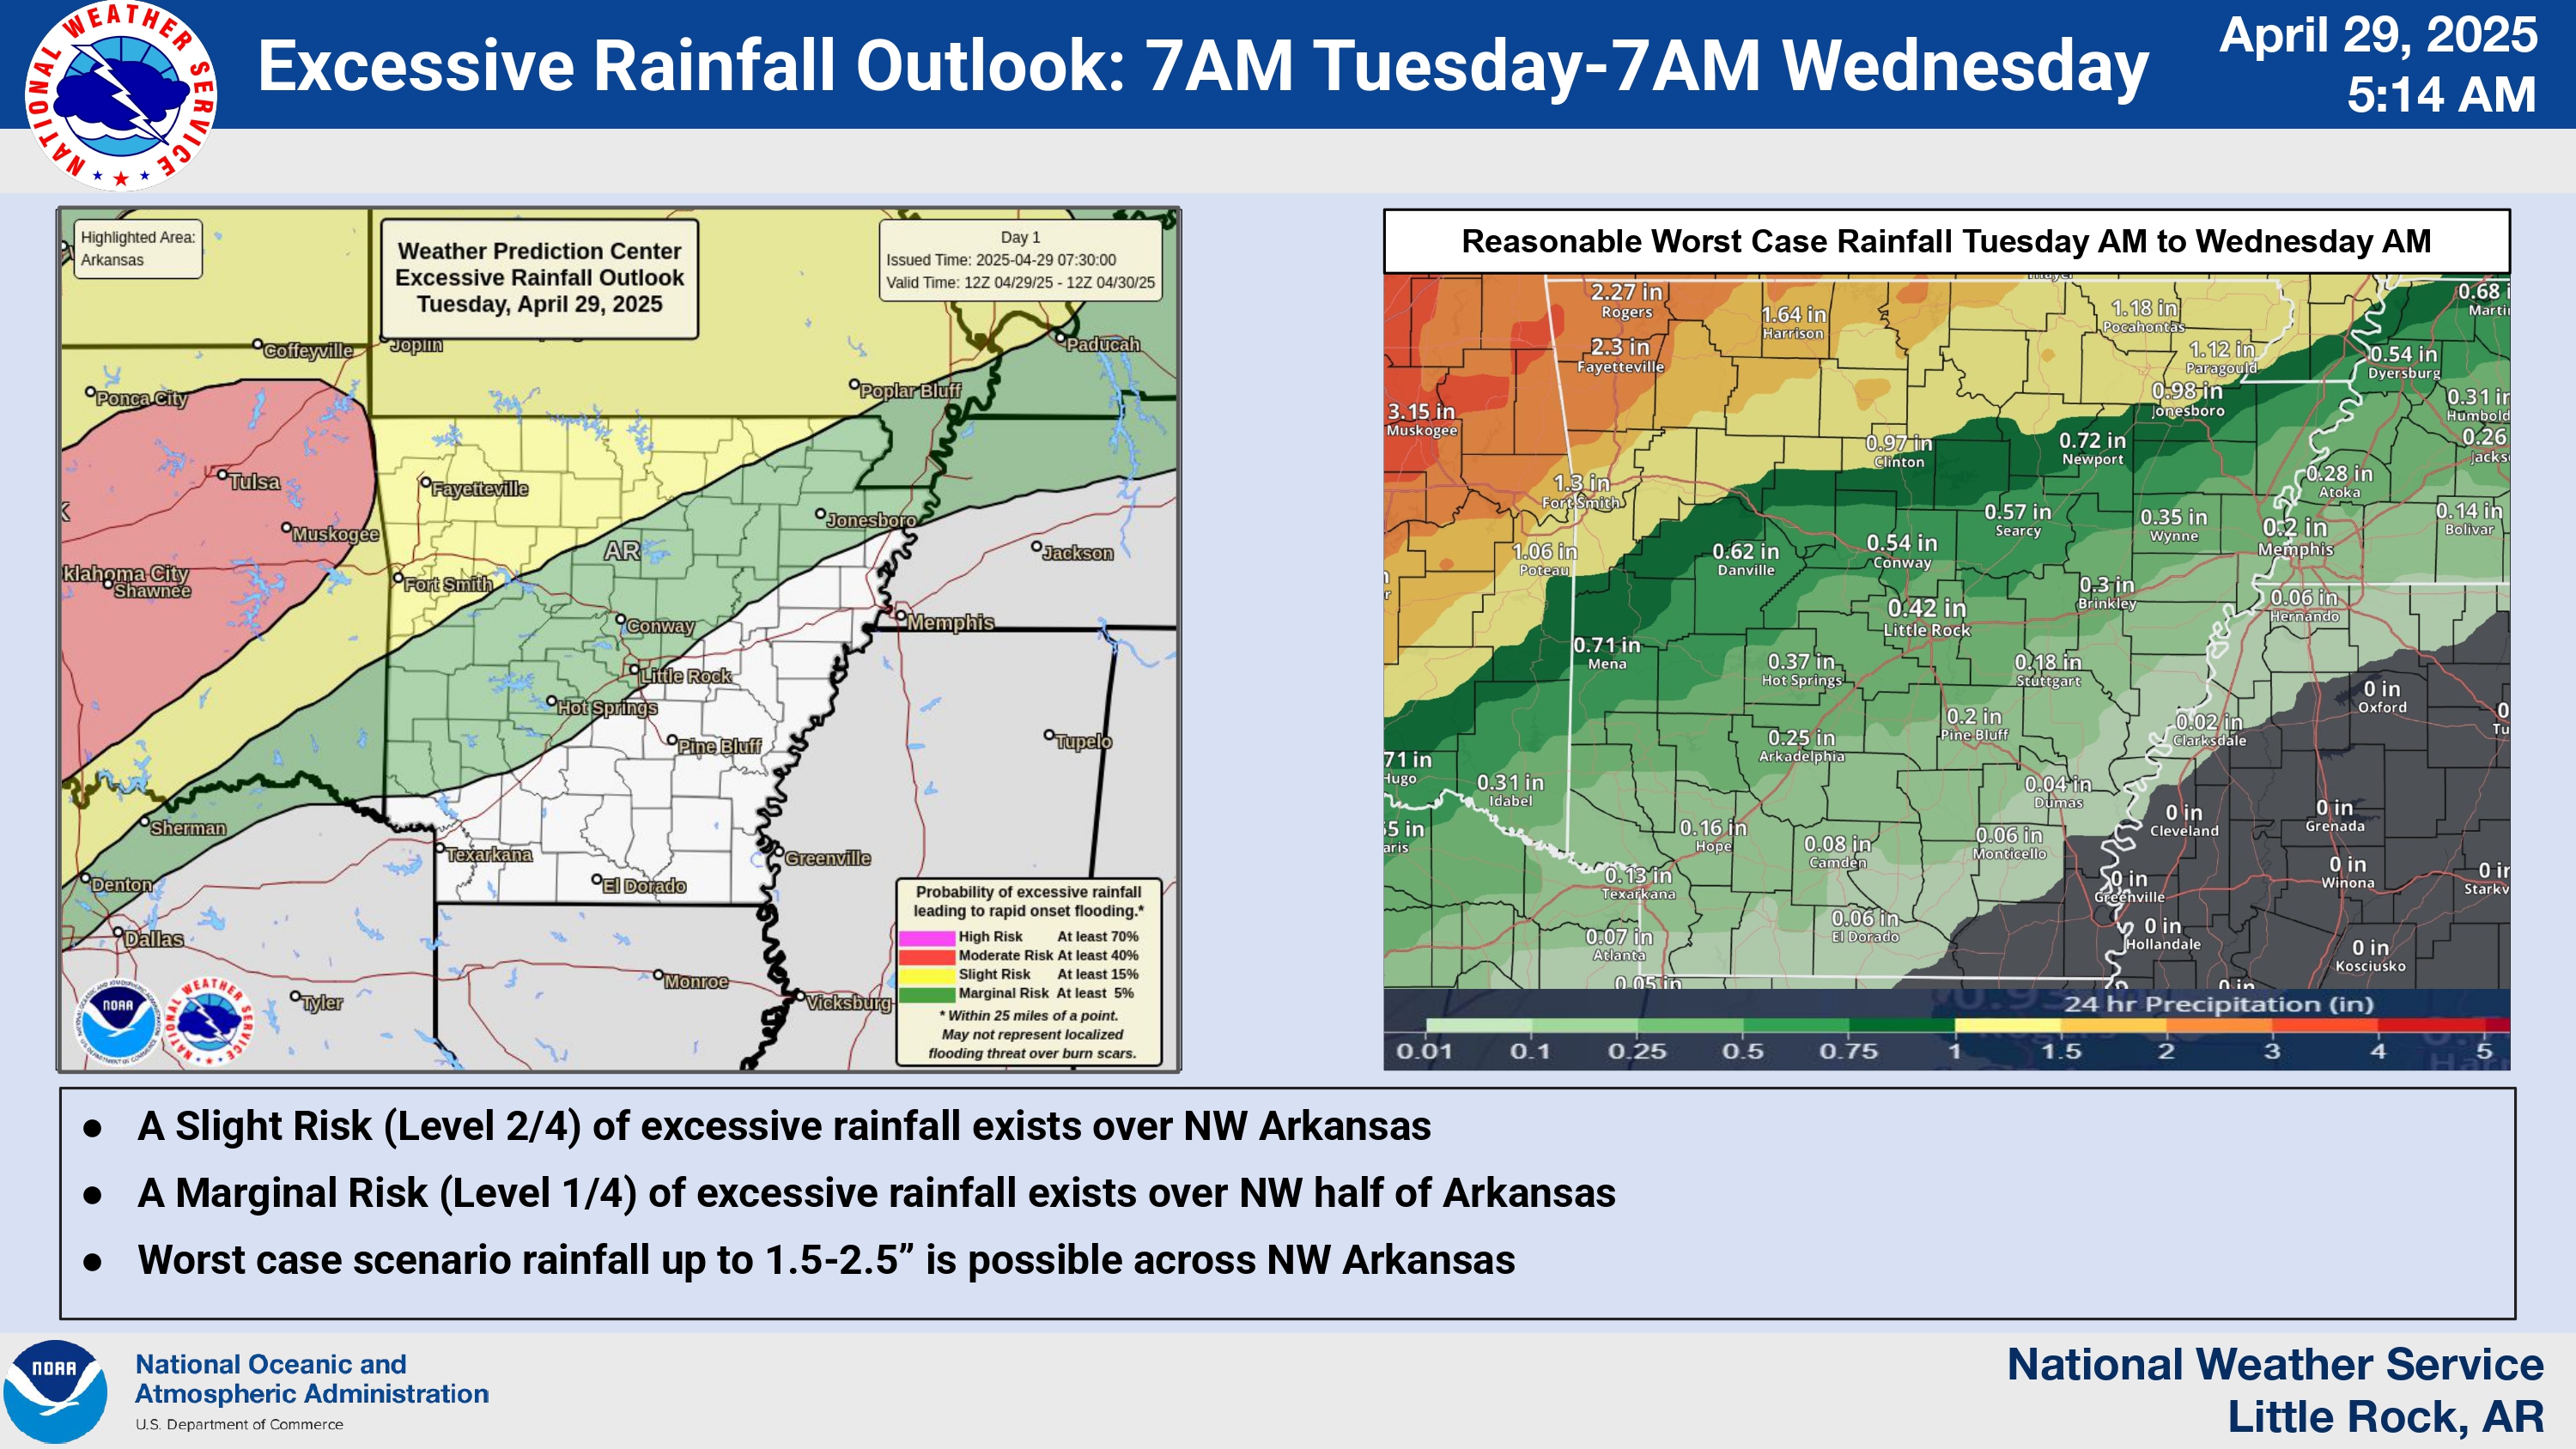 NATIONAL WEATHER SERVICE
Excessive Rainfall Outlook: 7AM Tuesday-7AM Wednesday
April 29, 2025
5:14 AM
Highlighted Area:
Arkansas
Weather Prediction Center
Excessive Rainfall Outlook
Tuesday, April 29, 2025
Day 1
Issued Time: 2025-04-29 07:30:00
Valid Time: 12Z 04/29/25 - 12Z 04/30/25
Coffeyville
Joplin
Paducah
Ponca City
Poplar Bluff
Tulsa
Fayetteville
Muskogee
Jonesboro
AR
Jackson
klahoma City
Shawnee
Fort Smith
Conway
Memphis
Little Rock
Hot Springs
Pine Bluff
Tupelo
Sherman
Texarkana
Greenville
Denton
El Dorado
Dallas
Monroe
Tyler
Vicksburg
Probability of excessive rainfall
leading to rapid onset flooding.*
High Risk At least 70%
Moderate Risk At least 40%
Slight Risk At least 15%
Marginal Risk At least 5%
* Within 25 miles of a point.
May not represent localized
flooding threat over burn scars.
NOAA
NATIONAL WEATHER SERVICE
Reasonable Worst Case Rainfall Tuesday AM to Wednesday AM
2.27 in
Rogers
1.64 in
Harrison
1.18 in
Pocahontas
0.68 i
Martin
2.3 in
Fayetteville
1.12 in
Paragould
0.54 in
Dyersburg
3.15 in
Muskogee
0.98 in
Jonesboro
0.31 in
Humbold
0.97 in
Clinton
0.72 in
Newport
0.26
Jacks
1.3 in
Fort Smith
0.28 in
Atoka
0.57 in
Searcy
0.35 in
Wynne
0.2 in
Memphis
0.14 in
Bolivar
1.06 in
Poteau
0.62 in
Danville
0.54 in
Conway
0.3 in
Brinkley
0.06 in
Hernando
0.42 in
Little Rock
0.71 in
Mena
0.37 in
Hot Springs
0.18 in
Stuttgart
0 in
Oxford
0
Tu
0.25 in
Arkadelphia
0.2 in
Pine Bluff
0.02 in
Clarksdale
71 in
Hugo
0.31 in
Idabel
0.04 in
Dumas
5 in
aris
0.16 in
Hope
0.08 in
Camden
0.06 in
Monticello
0 in
Cleveland
0 in
Grenada
0.13 in
Texarkana
0 in
Greenville
0 in
Winona
0 in
Starkv
0.07 in
Atlanta
0.06 in
El Dorado
0 in
Hollandale
0 in
Kosciusko
0.05 in
0 in
24 hr Precipitation (in)
0.01 0.1 0.25 0.5 0.75 1 1.5 2 3 4 5
● A Slight Risk (Level 2/4) of excessive rainfall exists over NW Arkansas
● A Marginal Risk (Level 1/4) of excessive rainfall exists over NW half of Arkansas
● Worst case scenario rainfall up to 1.5-2.5” is possible across NW Arkansas
NOAA
National Oceanic and
Atmospheric Administration
U.S. Department of Commerce
National Weather Service
Little Rock, AR